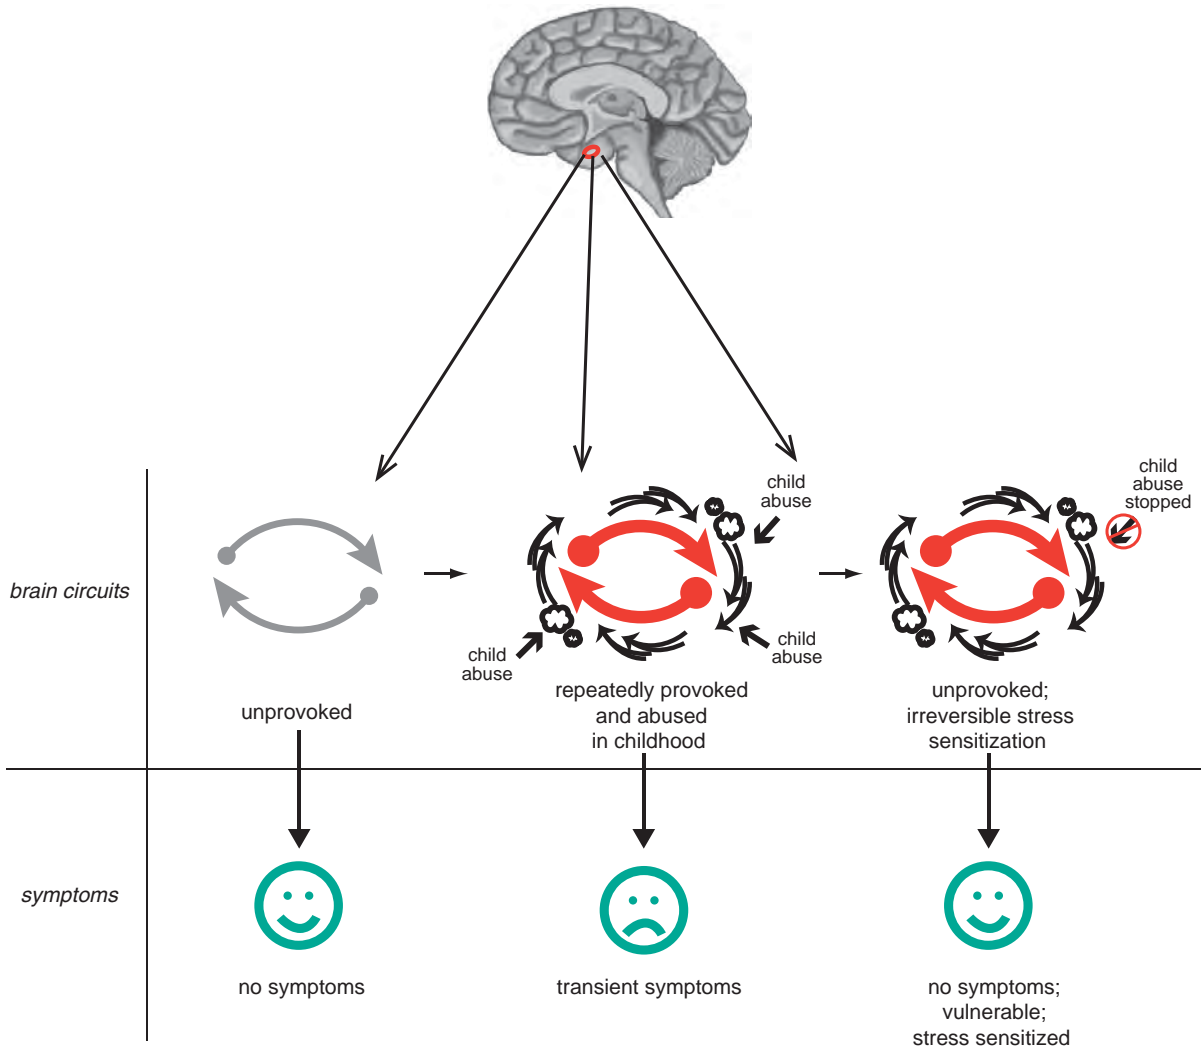 child
abuse
child
abuse
stopped
brain circuits
child
abuse
child
abuse
unprovoked
repeatedly provoked
and abused
in childhood
unprovoked;
irreversible stress
sensitization
symptoms
no symptoms
transient symptoms
no symptoms;
vulnerable;
stress sensitized